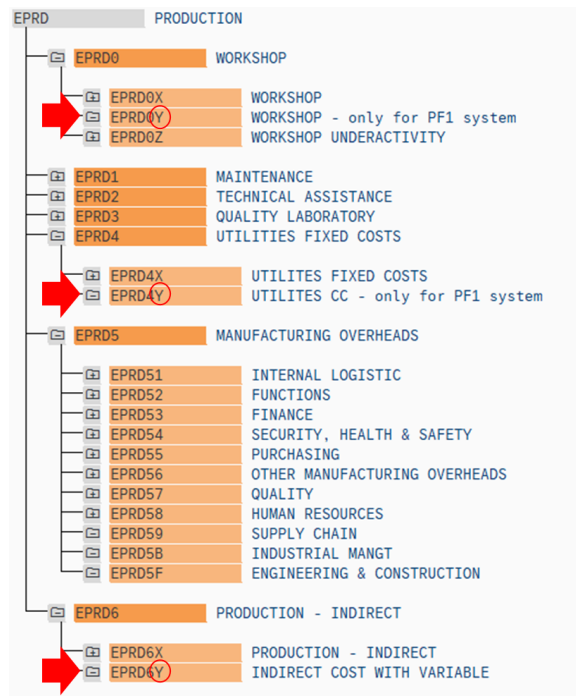 EPRD PRODUCTION
EPRD0 WORKSHOP
EPRD0X WORKSHOP
EPRD0Y WORKSHOP - only for PF1 system
EPRD0Z WORKSHOP UNDERACTIVITY
EPRD1 MAINTENANCE
EPRD2 TECHNICAL ASSISTANCE
EPRD3 QUALITY LABORATORY
EPRD4 UTILITIES FIXED COSTS
EPRD4X UTILITES FIXED COSTS
EPRD4Y UTILITES CC - only for PF1 system
EPRD5 MANUFACTURING OVERHEADS
EPRD51 INTERNAL LOGISTIC
EPRD52 FUNCTIONS
EPRD53 FINANCE
EPRD54 SECURITY, HEALTH & SAFETY
EPRD55 PURCHASING
EPRD56 OTHER MANUFACTURING OVERHEADS
EPRD57 QUALITY
EPRD58 HUMAN RESOURCES
EPRD59 SUPPLY CHAIN
EPRD5B INDUSTRIAL MANGT
EPRD5F ENGINEERING & CONSTRUCTION
EPRD6 PRODUCTION - INDIRECT
EPRD6X PRODUCTION - INDIRECT
EPRD6Y INDIRECT COST WITH VARIABLE